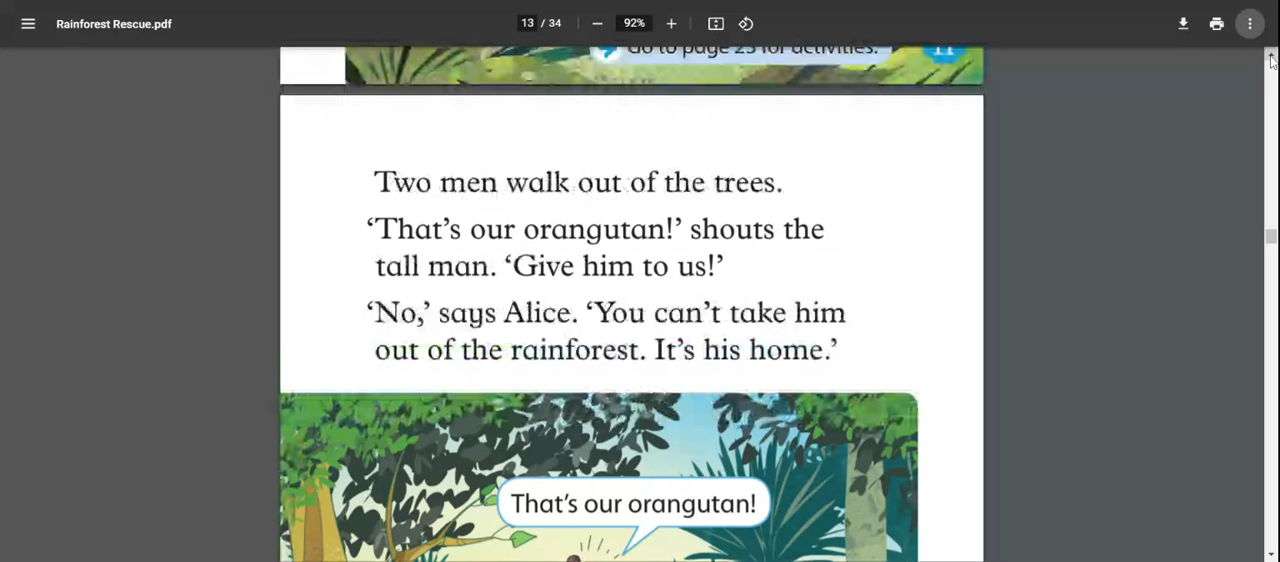 Rainforest Rescue.pdf
13 / 34
92%
Go to page 23 for activities.
11
Two men walk out of the trees.
‘That’s our orangutan!’ shouts the
tall man. ‘Give him to us!’
‘No,’ says Alice. ‘You can’t take him
out of the rainforest. It’s his home.’
That’s our orangutan!